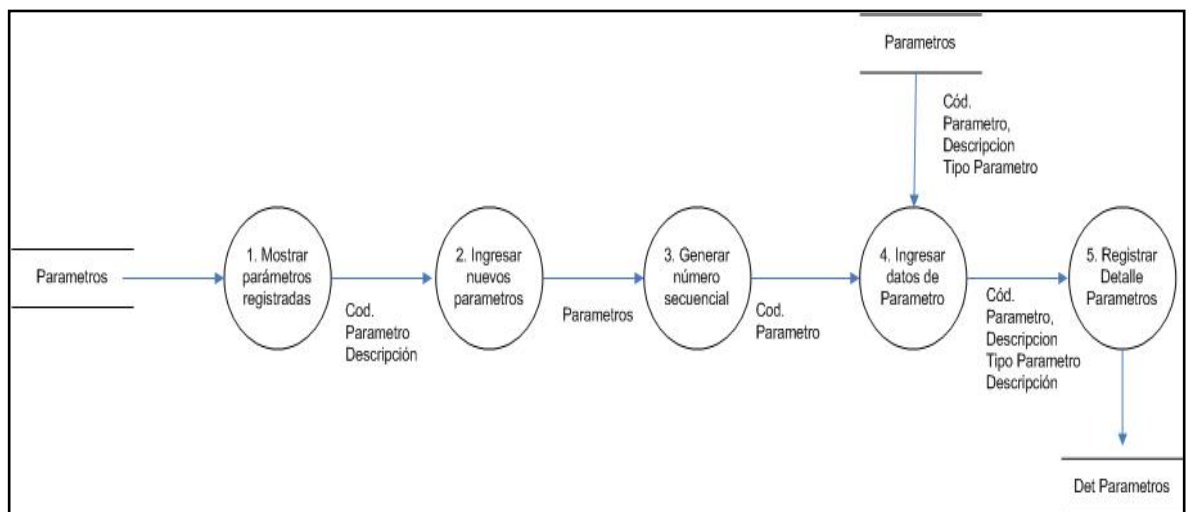 Parametros
Cód.
Parametro,
Descripcion
Tipo Parametro
Parametros
1. Mostrar
parámetros
registradas
Cod.
Parametro
Descripción
2. Ingresar
nuevos
parametros
Parametros
3. Generar
número
secuencial
Cod.
Parametro
4. Ingresar
datos de
Parametro
Cód.
Parametro,
Descripcion
Tipo Parametro
Descripción
5. Registrar
Detalle
Parametros
Det Parametros